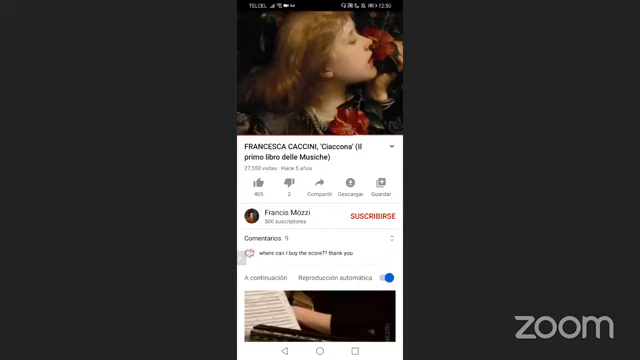 TELCEL
12:50
FRANCESCA CACCINI, 'Ciaccona' (Il
primo libro delle Musiche)
27,550 vistas · Hace 5 años
405
2
Compartir
Descargar
Guardar
Francis Mózzi
SUSCRIBIRSE
500 suscriptores
Comentarios 9
where can I buy the score?? thank you
A continuación
Reproducción automática
zoom